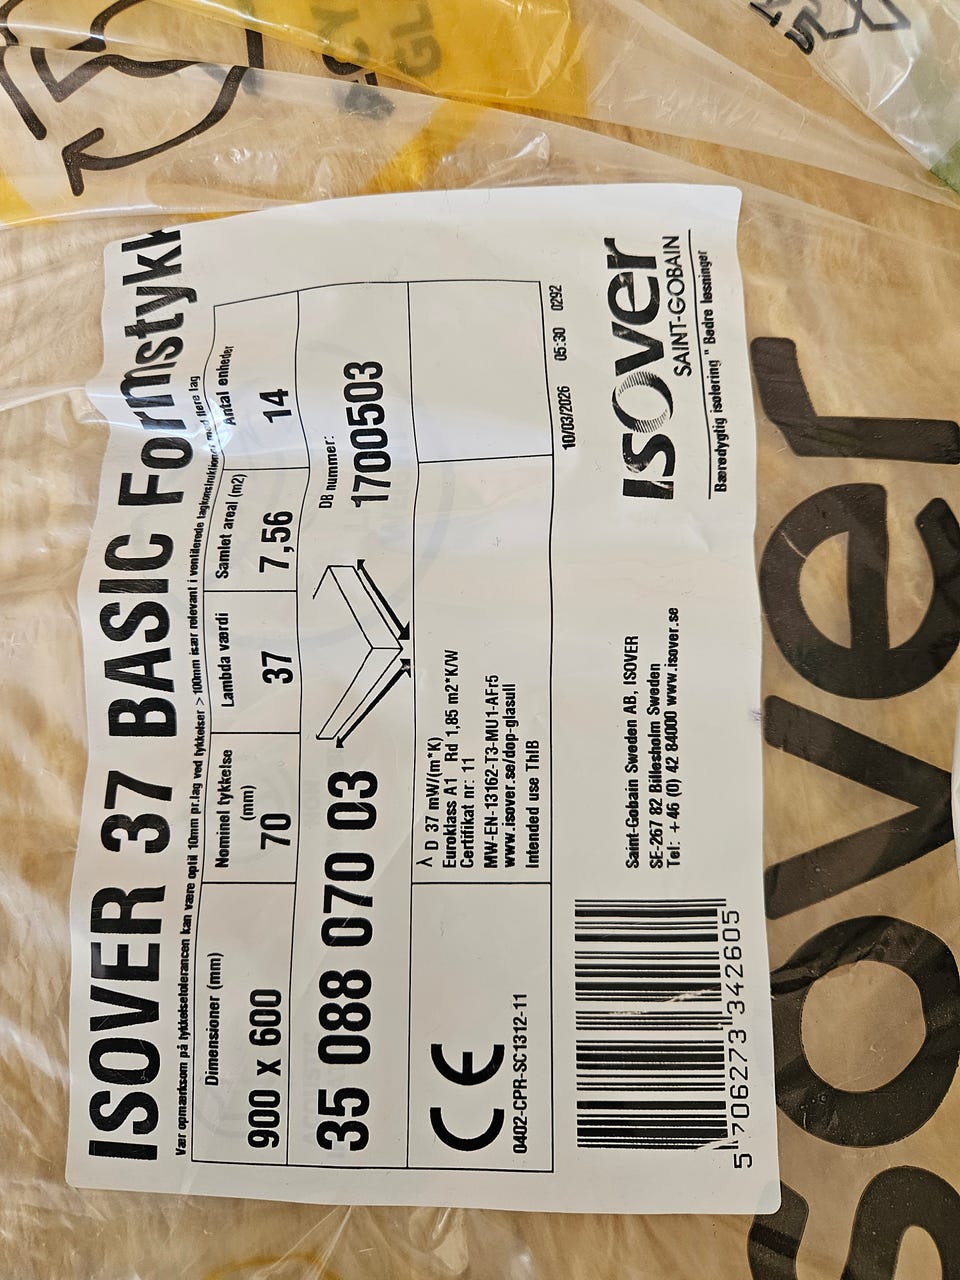 ISOVER 37 BASIC Formstyk
Vær opmærksom på tykkelsetolerancen kan være optil 10mm pr.lag ved tykkelser > 100mm især relevant i ventilerede lagkonstruktioner med flere lag
Dimensioner (mm)
900 x 600
Nominel tykkelse
(mm)
70
Lambda værdi
37
Samlet areal (m2)
7,56
Antal enheder
14
35 088 070 03
DB nummer:
1700503
CE
0402-CPR-SC1312-11
λ D 37 mW/(m*K)
Euroklass A1 Rd 1,85 m2*K/W
Certifikat nr: 11
MW-EN-13162-T3-MU1-AFr5
www.isover.se/dop-glasull
Intended use ThIB
10/03/2026 05:30 0292
5 706273 342605
Saint-Gobain Sweden AB, ISOVER
SE-267 82 Billesholm Sweden
Tel: +46 (0) 42 84000 www.isover.se
ISOVER
SAINT-GOBAIN
Bæredygtig isolering " Bedre løsninger
isover